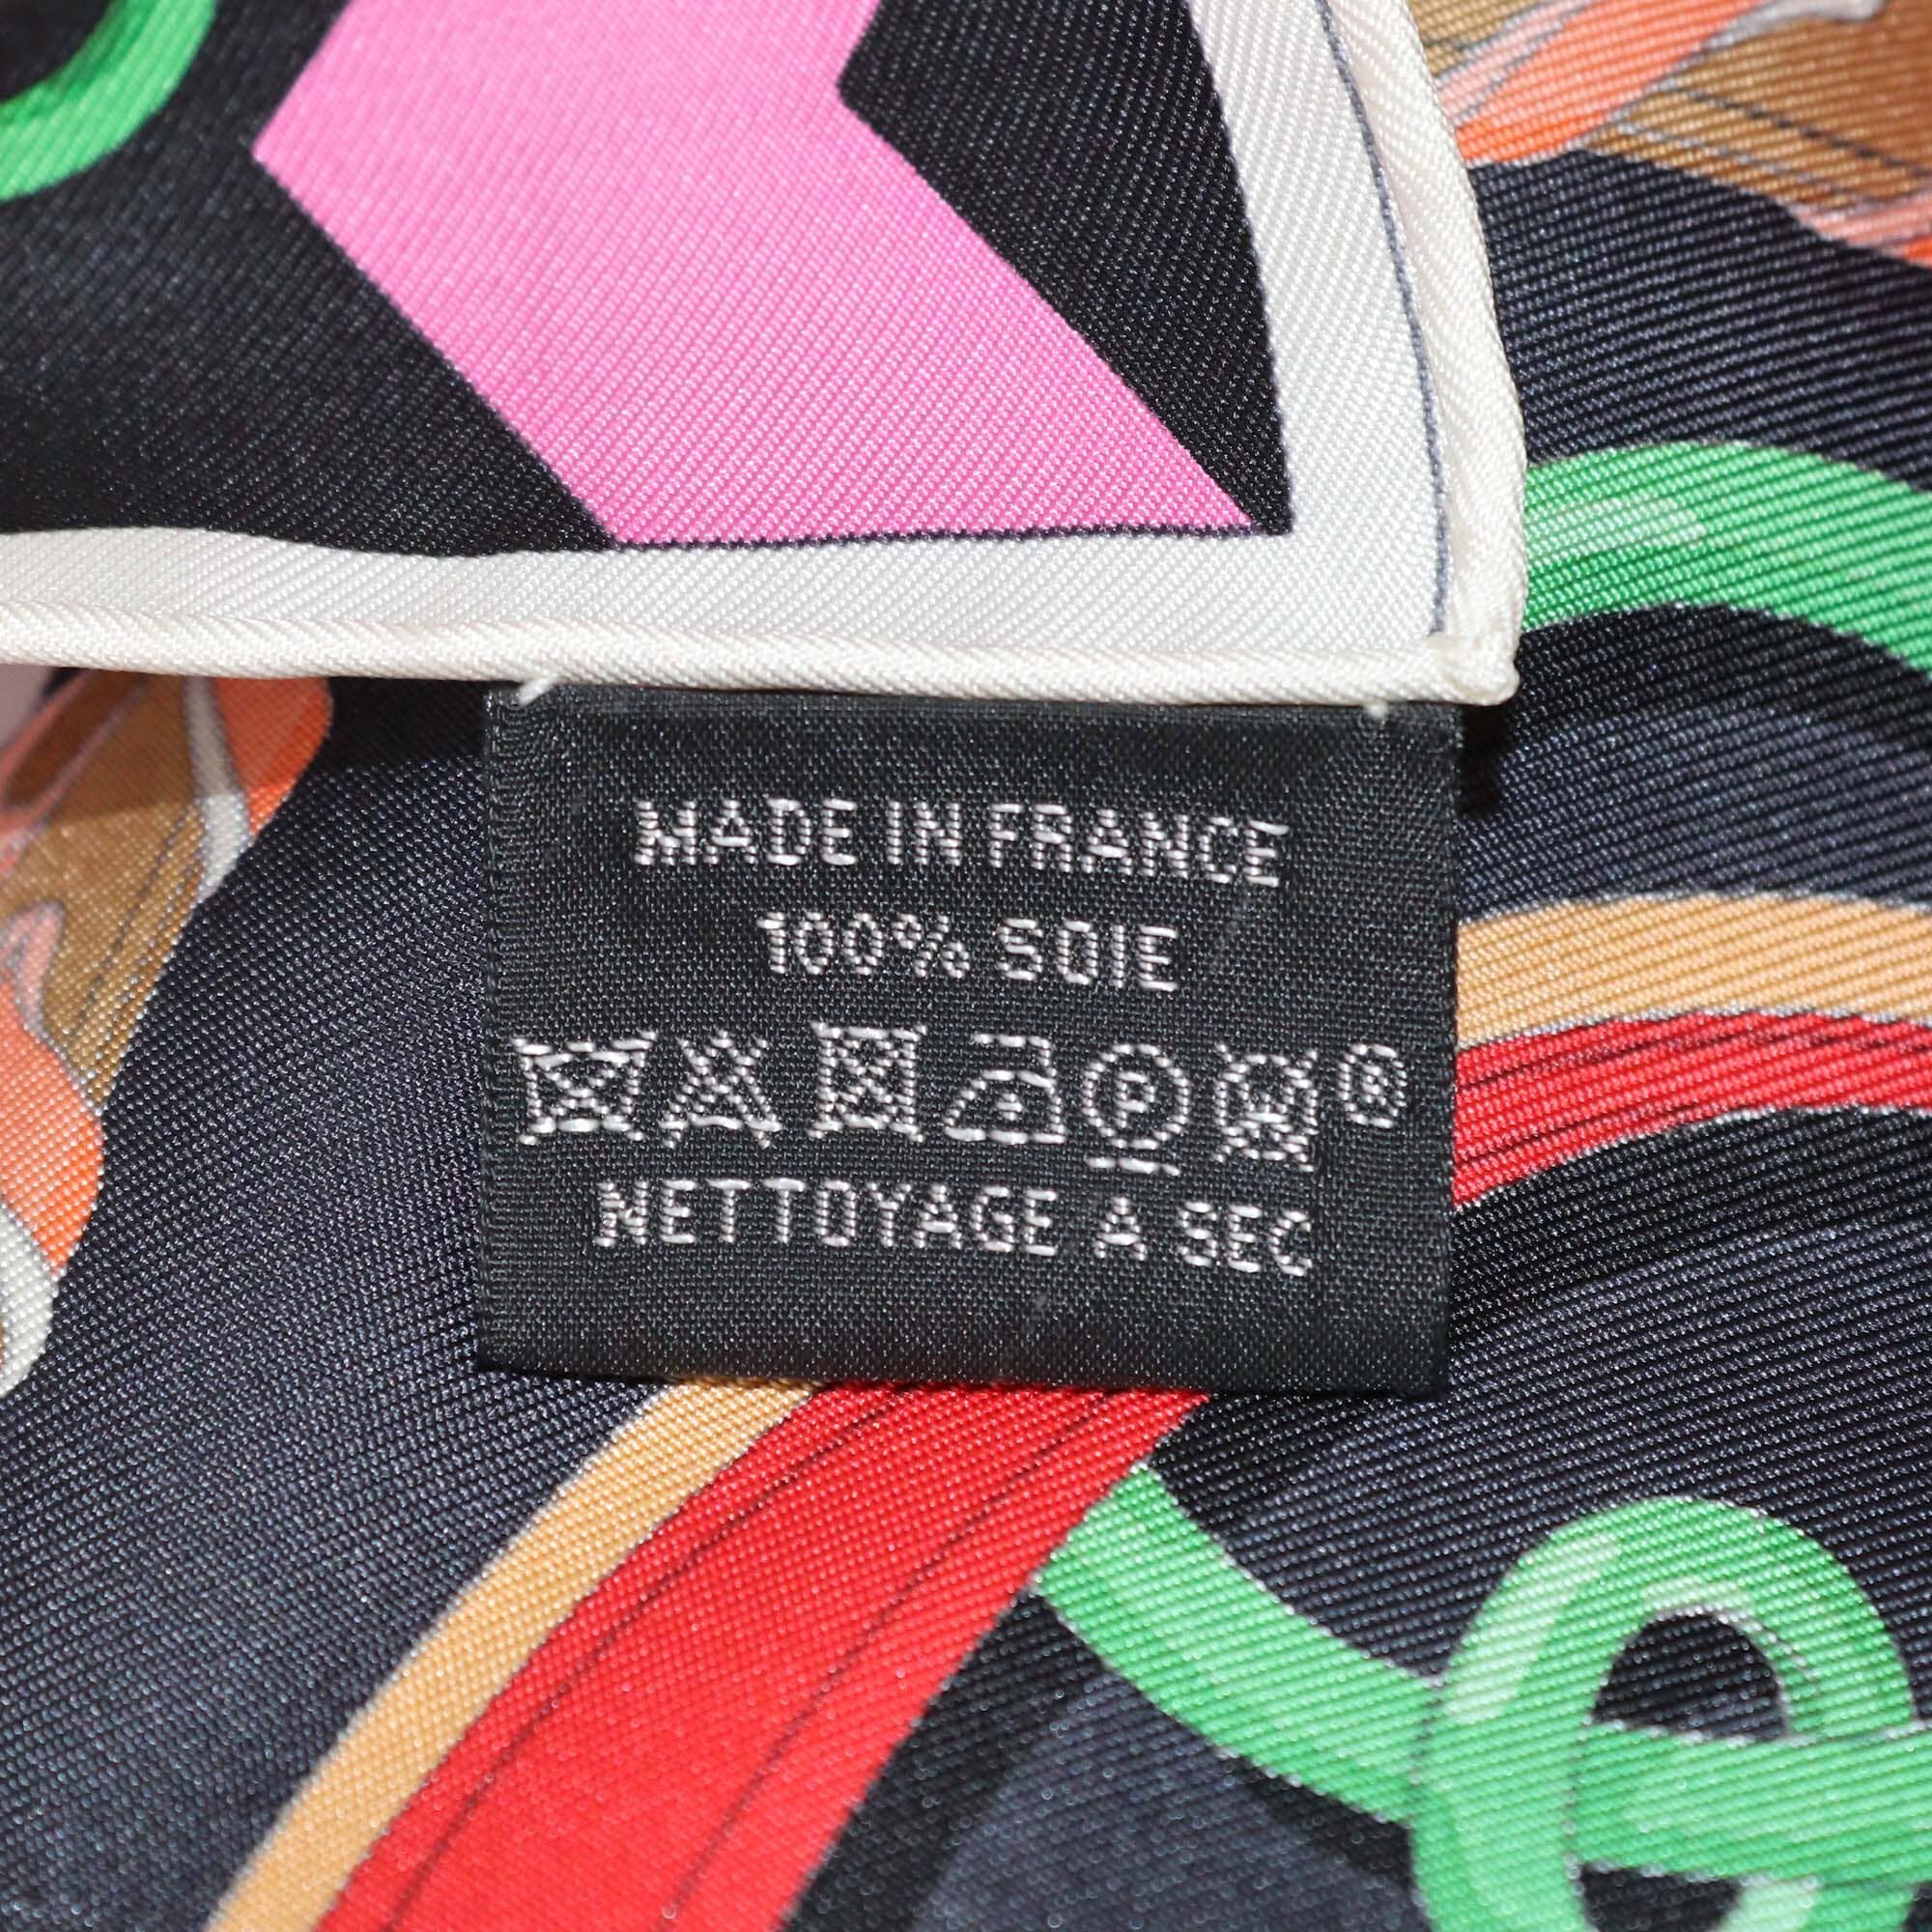 MADE IN FRANCE
100% SOIE
P ®
NETTOYAGE A SEC